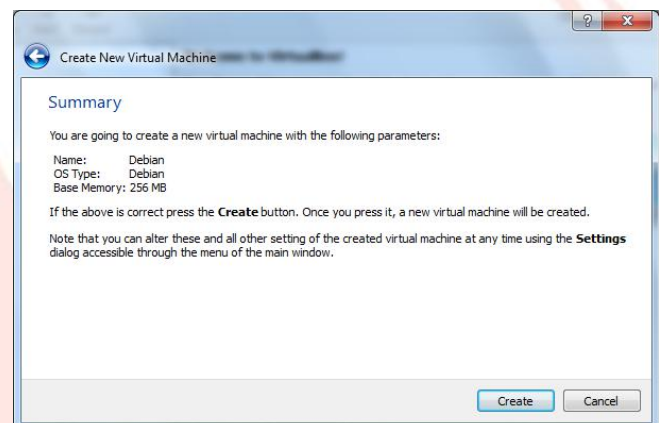 Create New Virtual Machine
Summary
You are going to create a new virtual machine with the following parameters:
Name: Debian
OS Type: Debian
Base Memory: 256 MB
If the above is correct press the Create button. Once you press it, a new virtual machine will be created.
Note that you can alter these and all other setting of the created virtual machine at any time using the Settings
dialog accessible through the menu of the main window.
Create Cancel